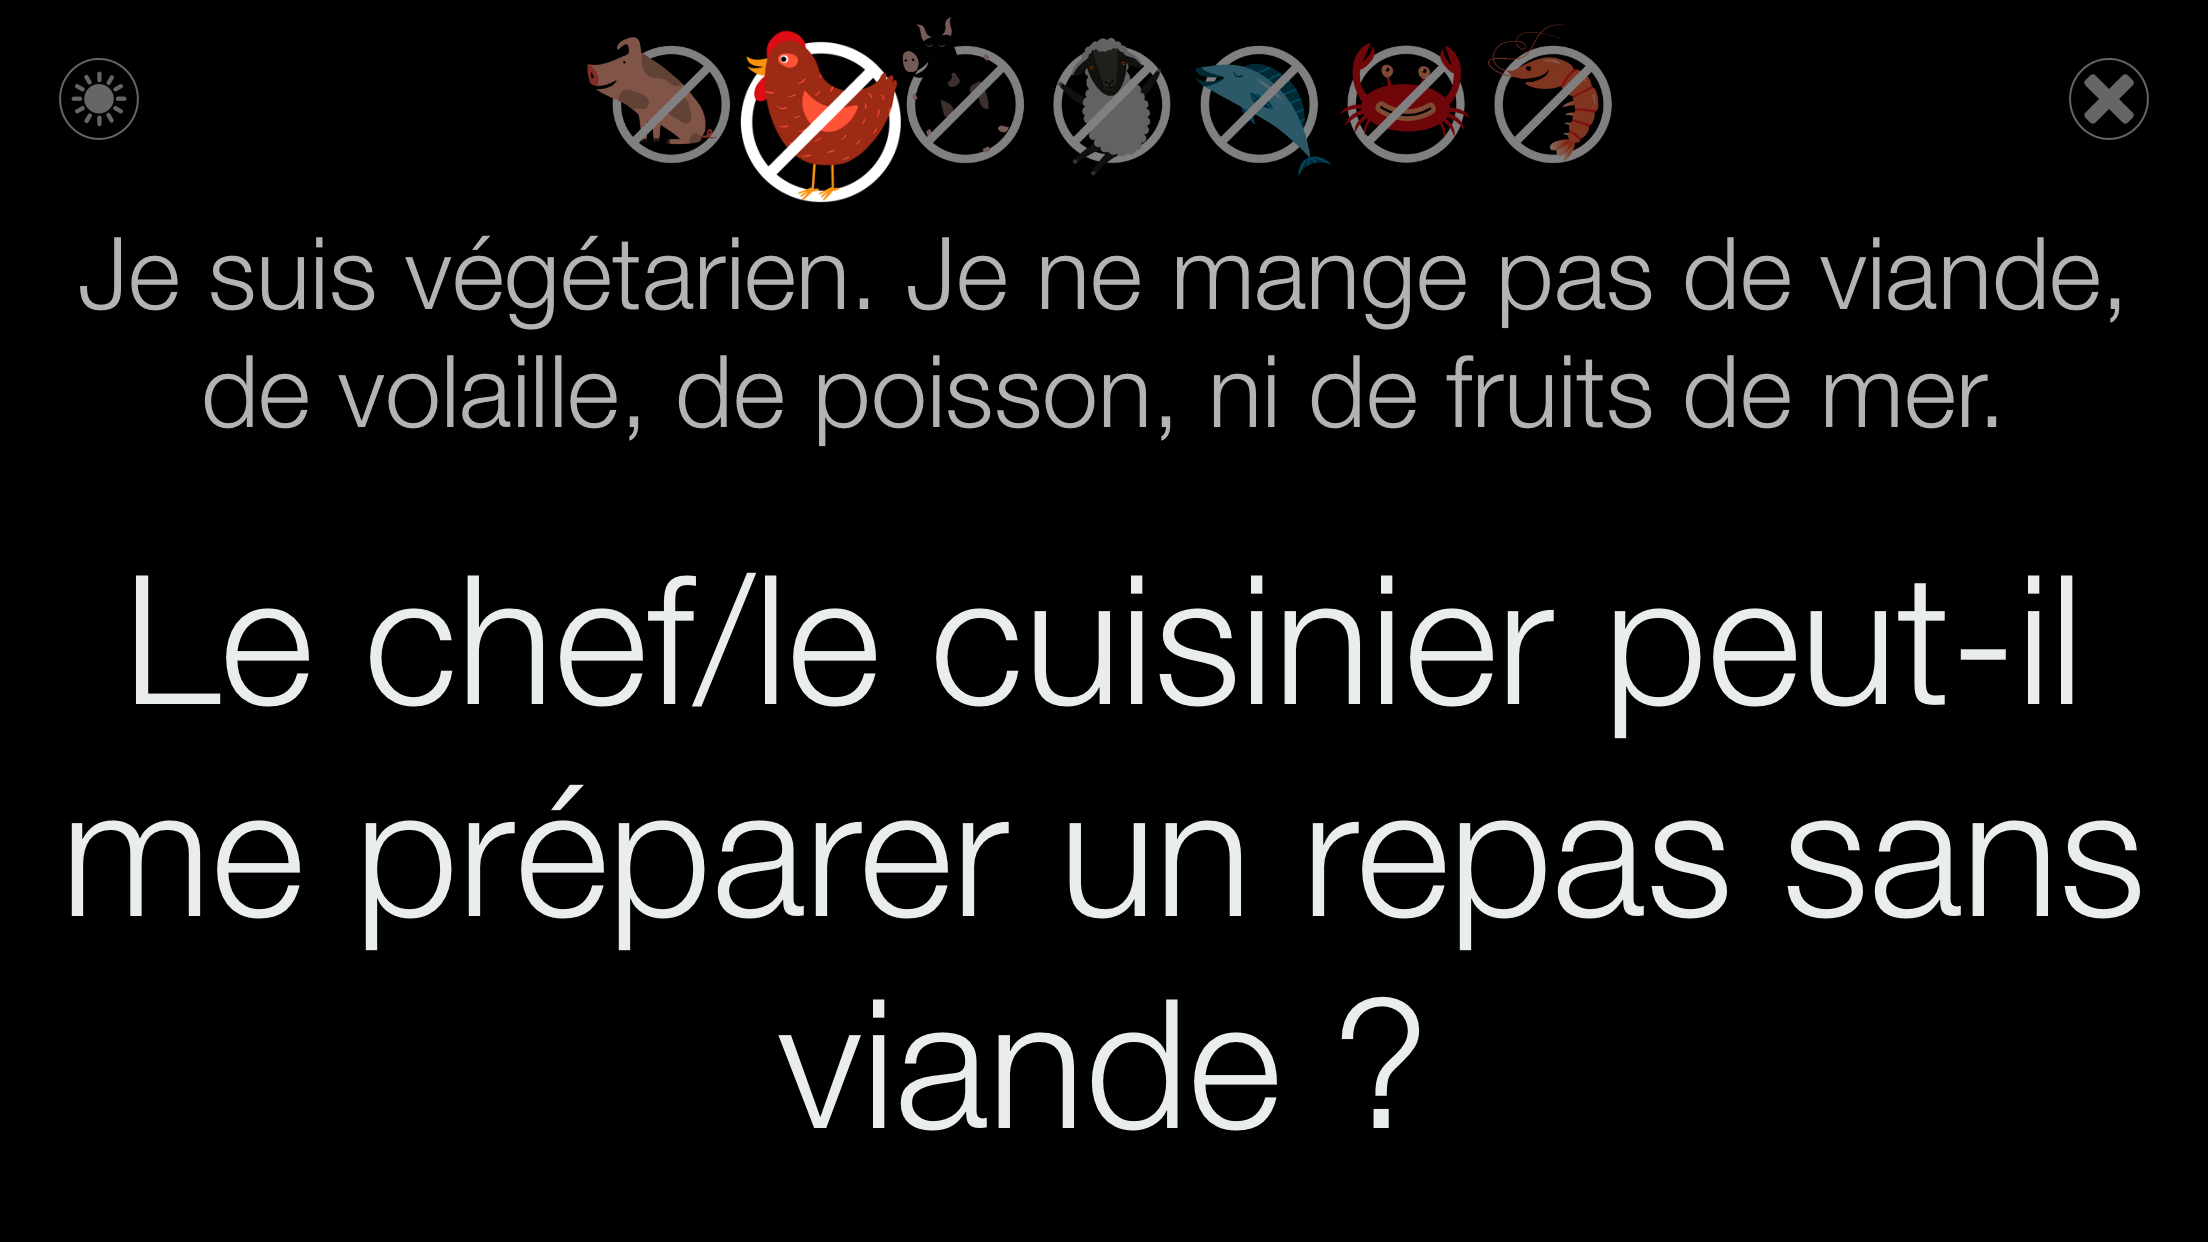 Je suis végétarien. Je ne mange pas de viande,
de volaille, de poisson, ni de fruits de mer.
Le chef/le cuisinier peut-il
me préparer un repas sans
viande ?